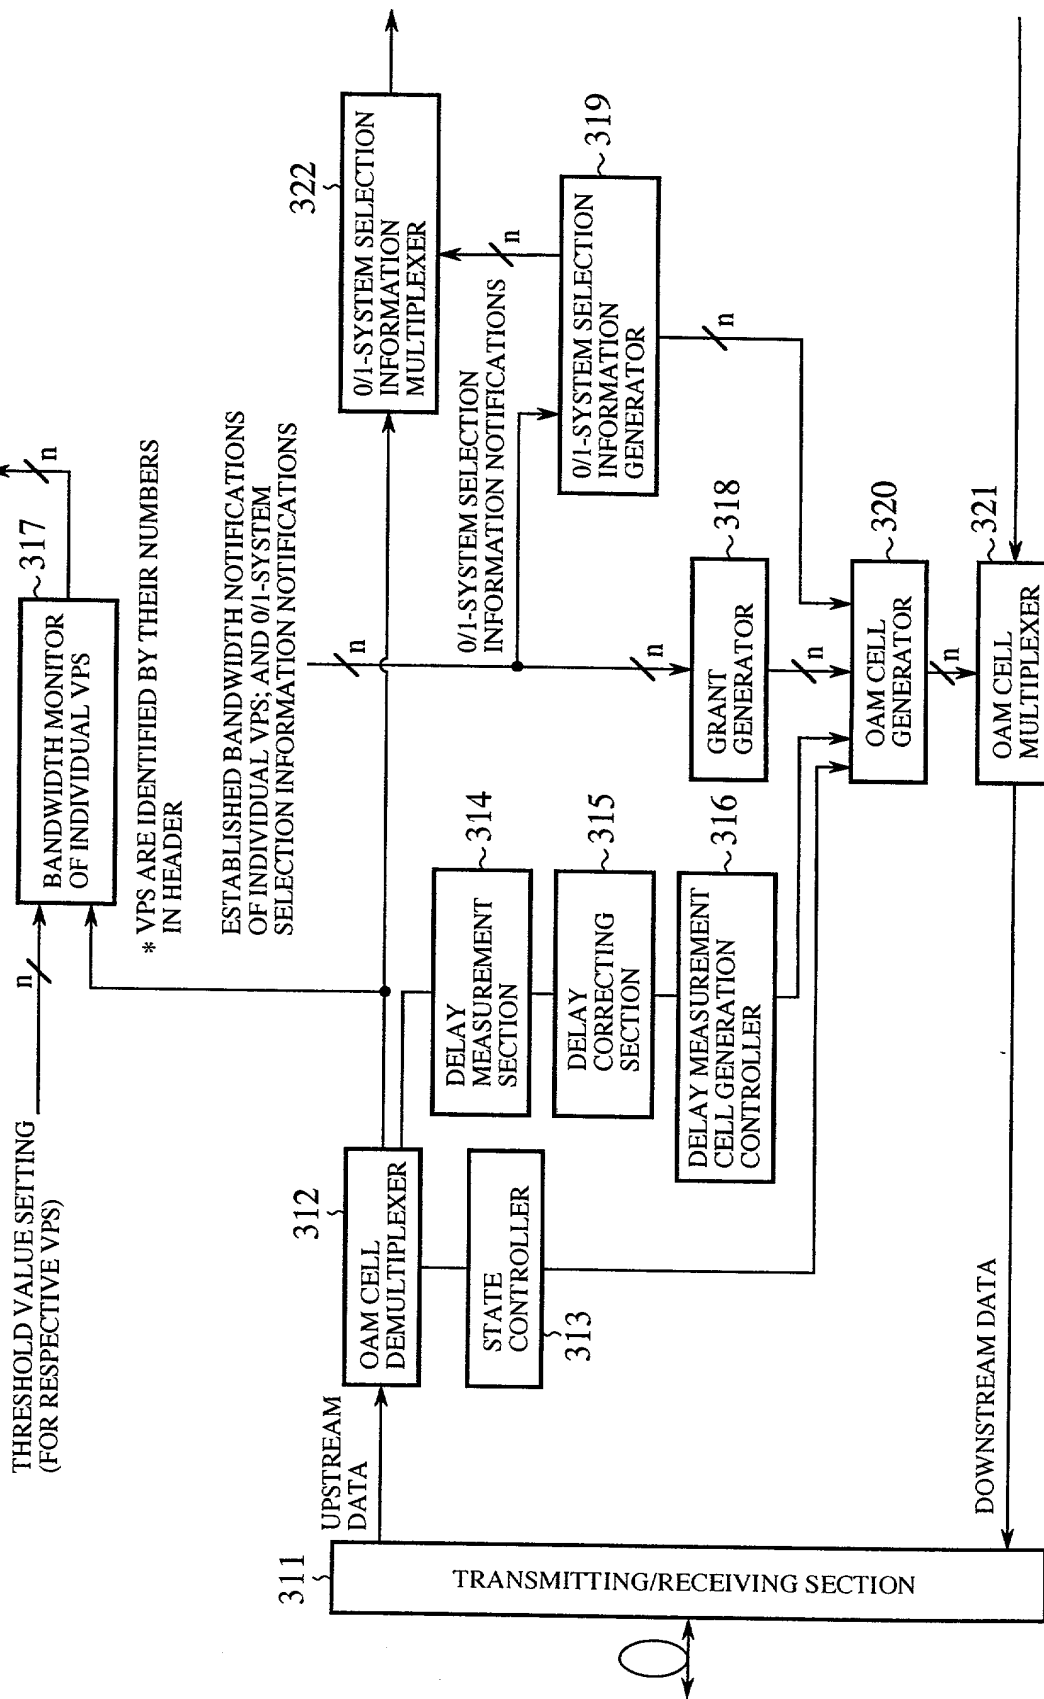 THRESHOLD VALUE SETTING
(FOR RESPECTIVE VPS)
n
BANDWIDTH MONITOR
OF INDIVIDUAL VPS
317
n
* VPS ARE IDENTIFIED BY THEIR NUMBERS
IN HEADER
ESTABLISHED BANDWIDTH NOTIFICATIONS
OF INDIVIDUAL VPS; AND 0/1-SYSTEM
SELECTION INFORMATION NOTIFICATIONS
n
311
TRANSMITTING/RECEIVING SECTION
UPSTREAM
DATA
312
OAM CELL
DEMULTIPLEXER
322
0/1-SYSTEM SELECTION
INFORMATION
MULTIPLEXER
STATE
CONTROLLER
313
DELAY
MEASUREMENT
SECTION
314
0/1-SYSTEM SELECTION
INFORMATION NOTIFICATIONS
n
DELAY
CORRECTING
SECTION
315
0/1-SYSTEM SELECTION
INFORMATION
GENERATOR
319
n
DELAY MEASUREMENT
CELL GENERATION
CONTROLLER
316
n
GRANT
GENERATOR
318
n
OAM CELL
GENERATOR
320
n
DOWNSTREAM DATA
OAM CELL
MULTIPLEXER
321